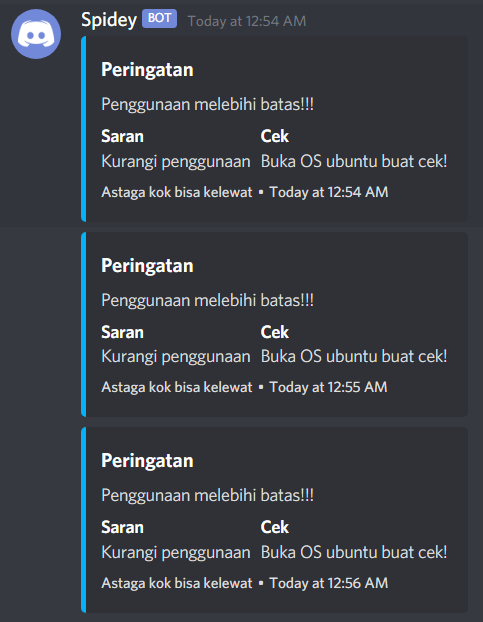 Spidey BOT Today at 12:54 AM
Peringatan
Penggunaan melebihi batas!!!
Saran Cek
Kurangi penggunaan Buka OS ubuntu buat cek!
Astaga kok bisa kelewat • Today at 12:54 AM
Peringatan
Penggunaan melebihi batas!!!
Saran Cek
Kurangi penggunaan Buka OS ubuntu buat cek!
Astaga kok bisa kelewat • Today at 12:55 AM
Peringatan
Penggunaan melebihi batas!!!
Saran Cek
Kurangi penggunaan Buka OS ubuntu buat cek!
Astaga kok bisa kelewat • Today at 12:56 AM